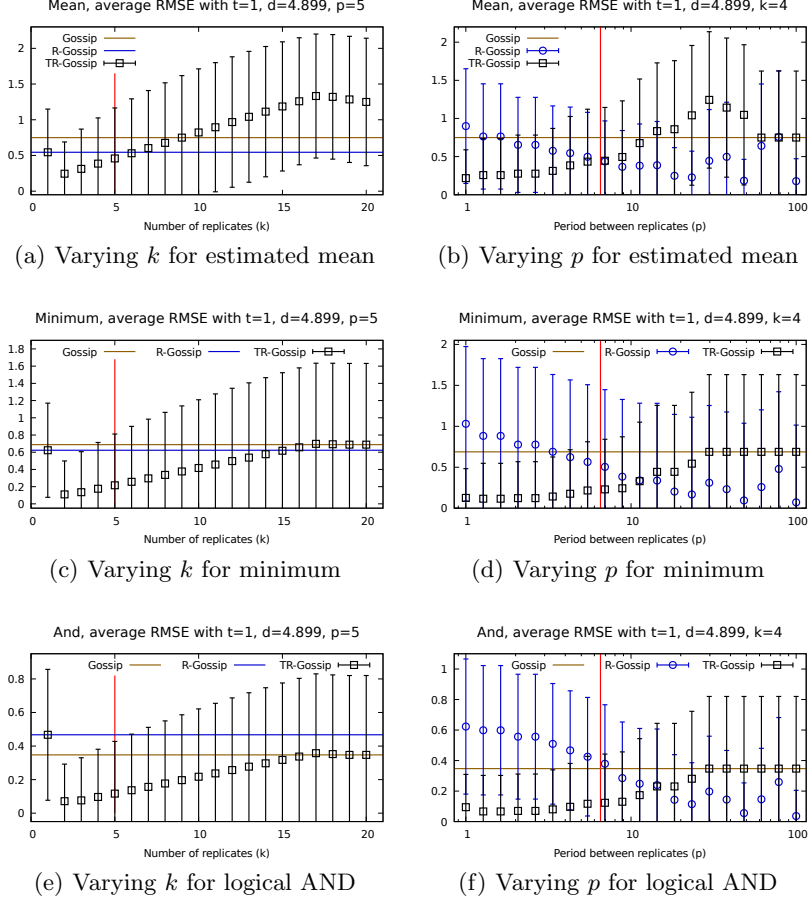 Mean, average RMSE with t=1, d=4.899, p=5
Gossip
R-Gossip
TR-Gossip
2
1.5
1
0.5
0
0 5 10 15 20
Number of replicates (k)
(a) Varying k for estimated mean
Mean, average RMSE with t=1, d=4.899, k=4
Gossip
R-Gossip
TR-Gossip
2
1.5
1
0.5
0
1 10 100
Period between replicates (p)
(b) Varying p for estimated mean
Minimum, average RMSE with t=1, d=4.899, p=5
Gossip R-Gossip TR-Gossip
1.8
1.6
1.4
1.2
1
0.8
0.6
0.4
0.2
0
0 5 10 15 20
Number of replicates (k)
(c) Varying k for minimum
Minimum, average RMSE with t=1, d=4.899, k=4
Gossip R-Gossip TR-Gossip
2
1.5
1
0.5
0
1 10 100
Period between replicates (p)
(d) Varying p for minimum
And, average RMSE with t=1, d=4.899, p=5
Gossip R-Gossip TR-Gossip
0.8
0.6
0.4
0.2
0
0 5 10 15 20
Number of replicates (k)
(e) Varying k for logical AND
And, average RMSE with t=1, d=4.899, k=4
Gossip R-Gossip TR-Gossip
1
0.8
0.6
0.4
0.2
0
1 10 100
Period between replicates (p)
(f) Varying p for logical AND